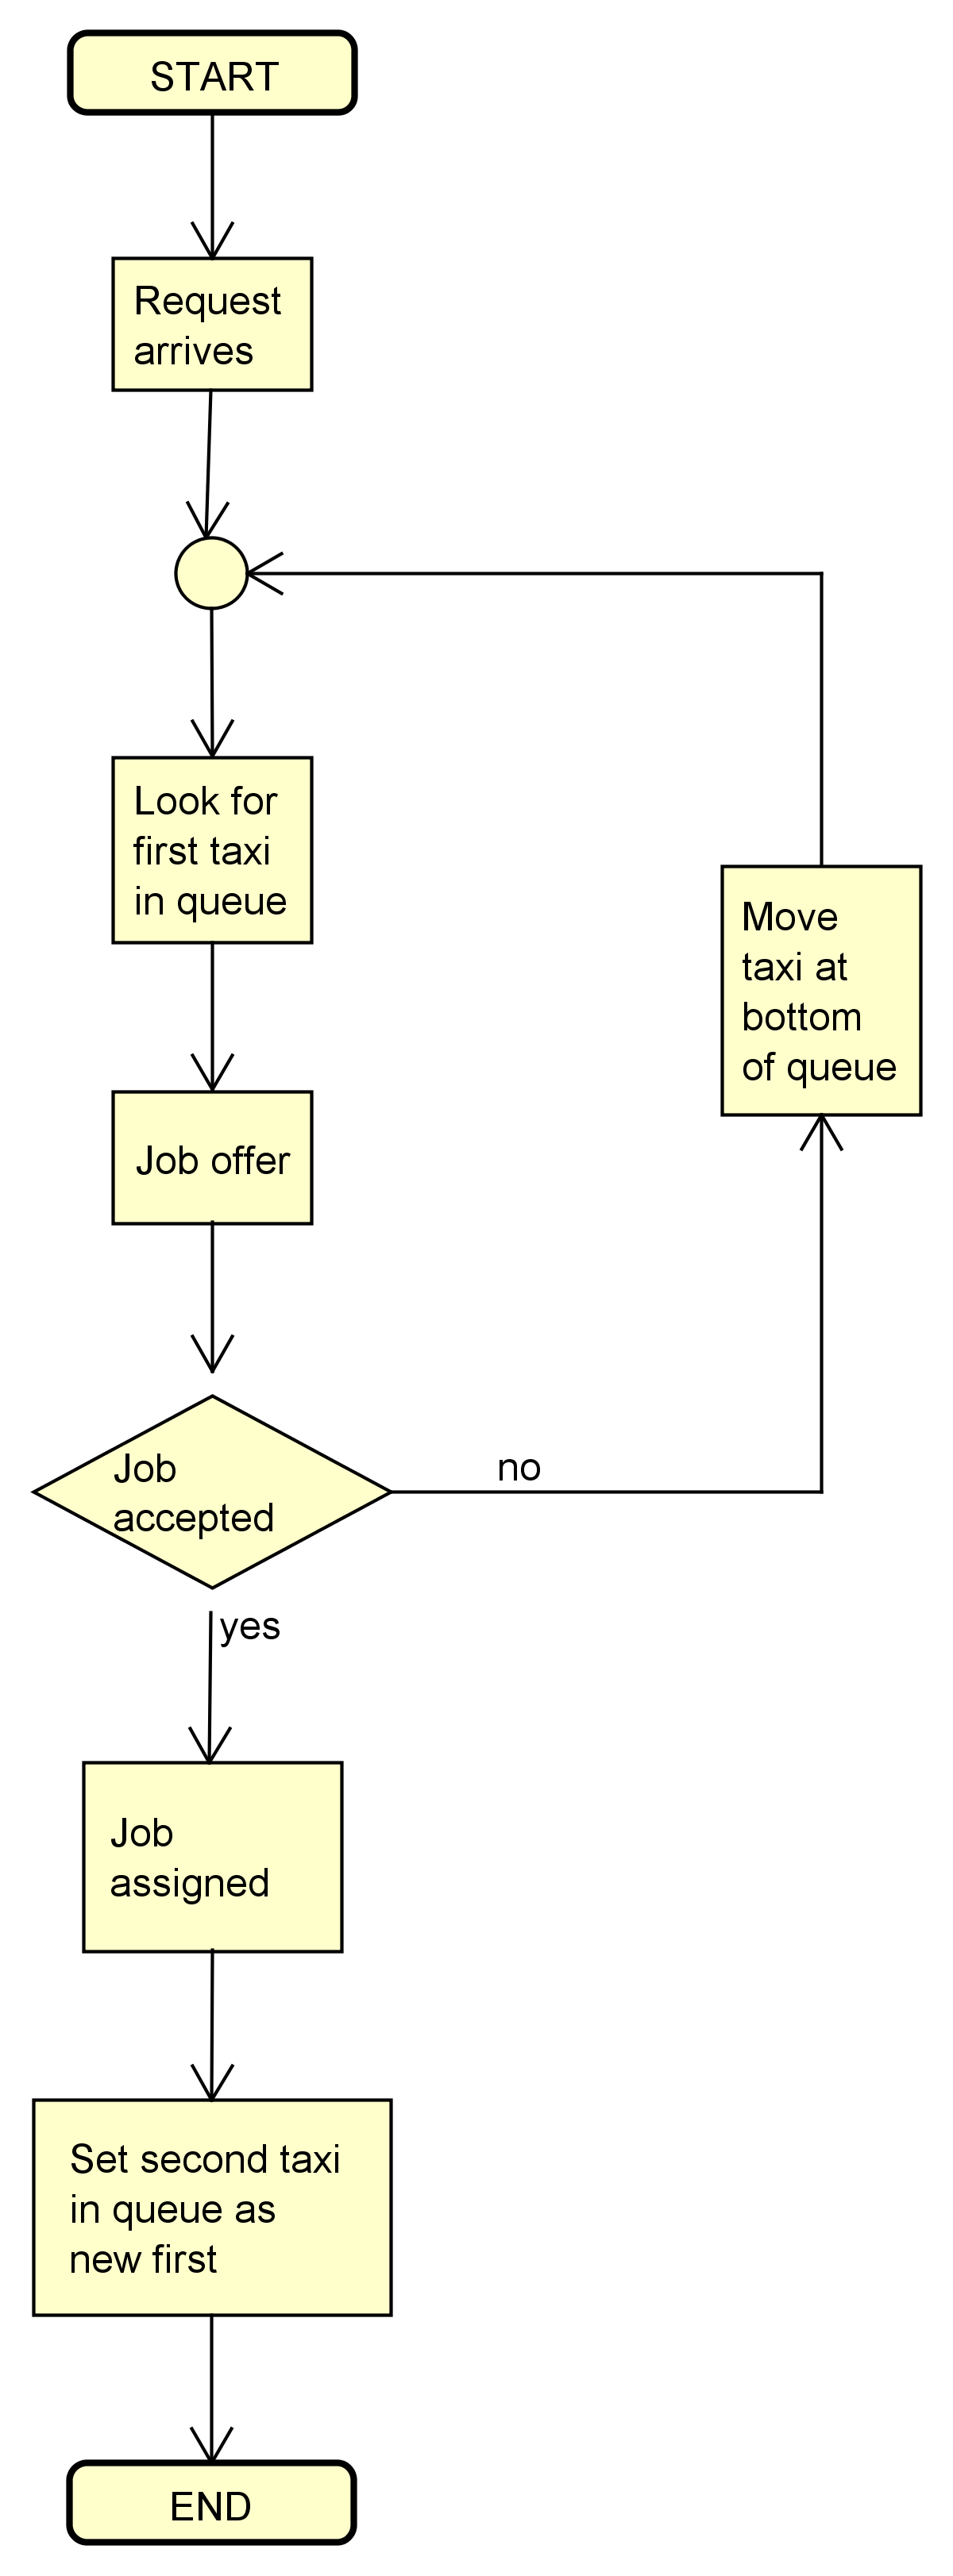 START
Request
arrives
Look for
first taxi
in queue
Move
taxi at
bottom
of queue
Job offer
Job
accepted
no
yes
Job
assigned
Set second taxi
in queue as
new first
END